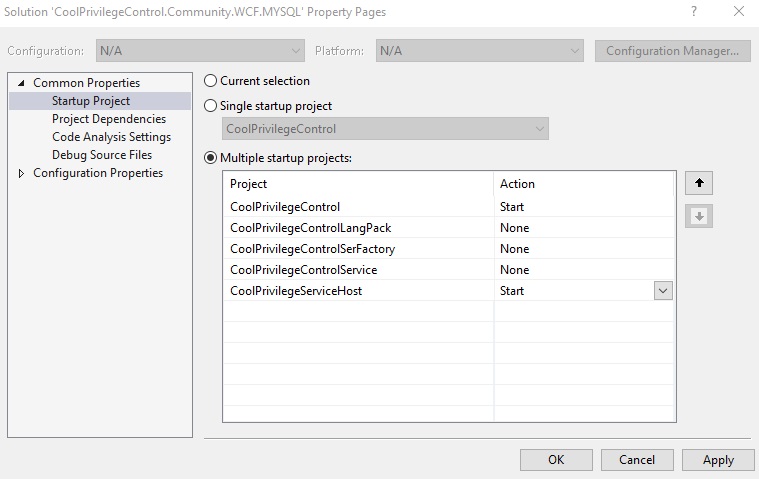 Solution 'CoolPrivilegeControl.Community.WCF.MYSQL' Property Pages
Configuration: N/A Platform: N/A Configuration Manager...
Common Properties
Startup Project
Project Dependencies
Code Analysis Settings
Debug Source Files
Configuration Properties
Current selection
Single startup project
CoolPrivilegeControl
Multiple startup projects:
Project Action
CoolPrivilegeControl Start
CoolPrivilegeControlLangPack None
CoolPrivilegeControlSerFactory None
CoolPrivilegeControlService None
CoolPrivilegeServiceHost Start
OK Cancel Apply